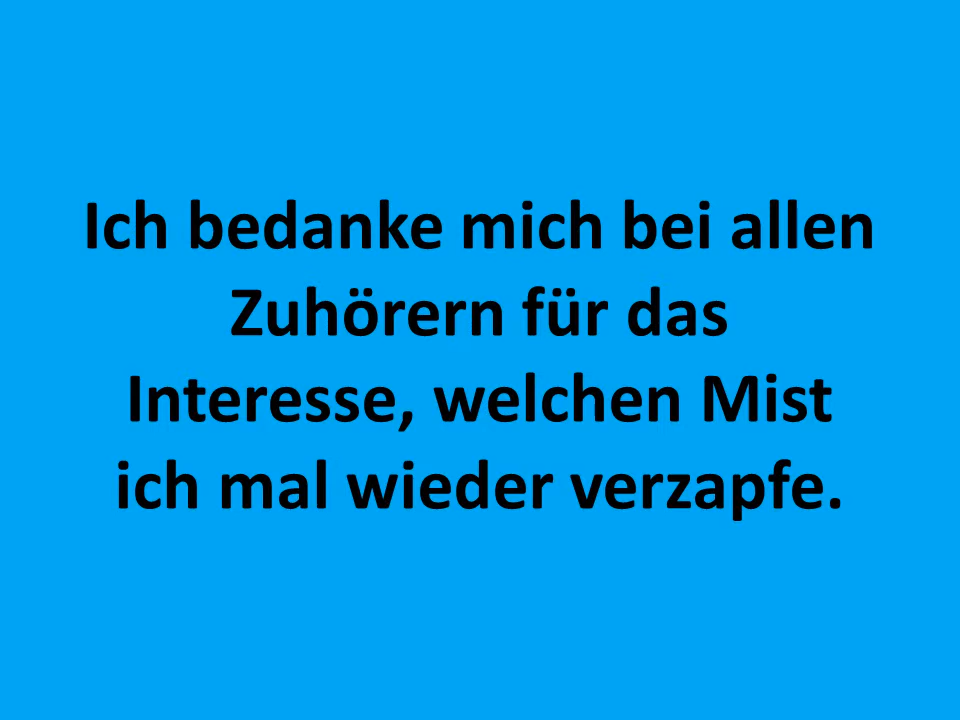 Ich bedanke mich bei allen
Zuhörern für das
Interesse, welchen Mist
ich mal wieder verzapfe.